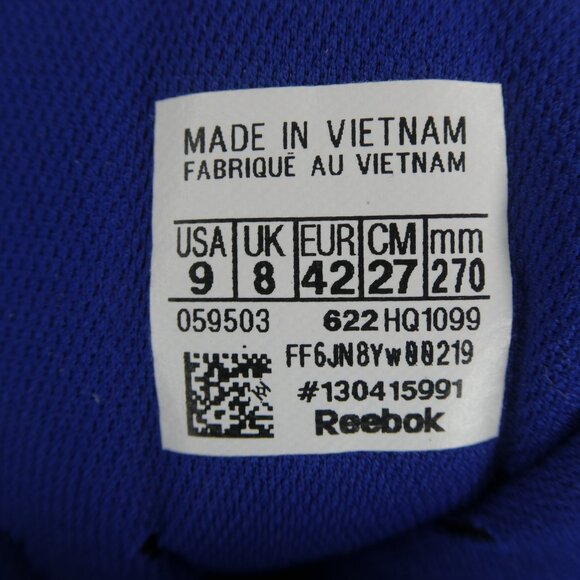 MADE IN VIETNAM
FABRIQUÉ AU VIETNAM
USA UK EUR CM mm
9 8 42 27 270
059503 622 HQ1099
FF6JN8Yw00219
#130415991
Reebok